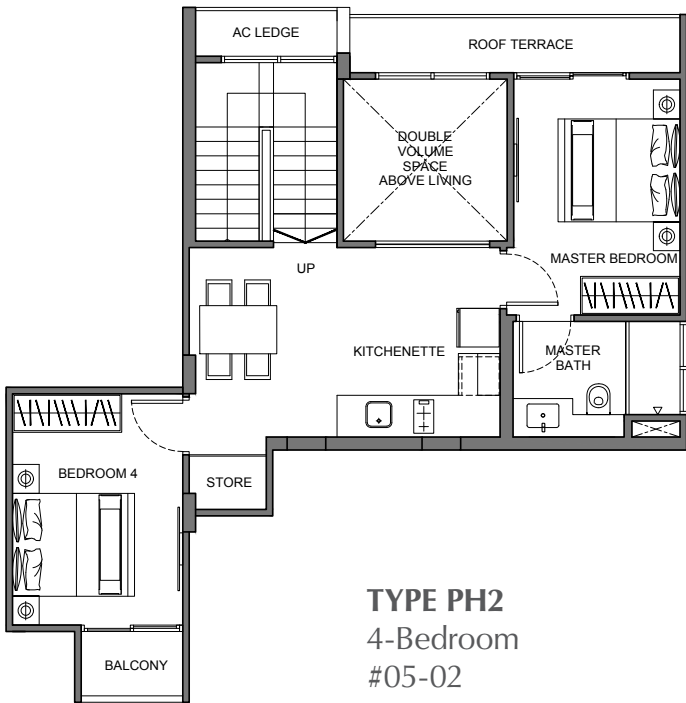 AC LEDGE
ROOF TERRACE
DOUBLE
VOLUME
SPACE
ABOVE LIVING
MASTER BEDROOM
UP
KITCHENETTE
MASTER
BATH
BEDROOM 4
STORE
BALCONY
TYPE PH2
4-Bedroom
#05-02